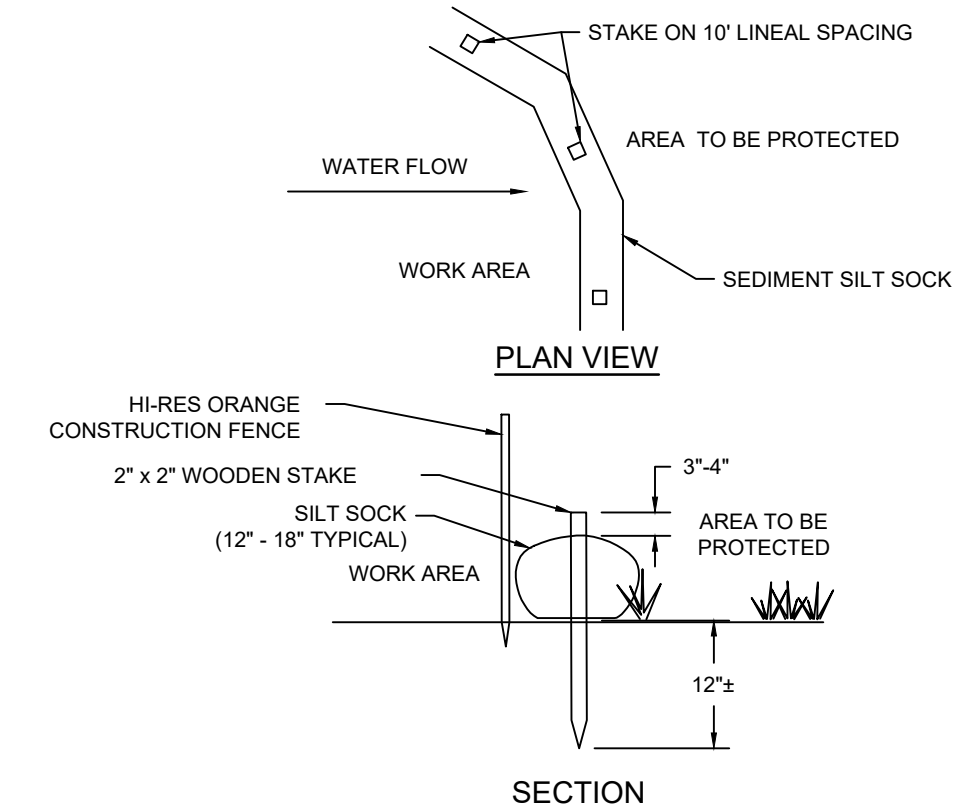 STAKE ON 10' LINEAL SPACING
AREA TO BE PROTECTED
WATER FLOW
WORK AREA
SEDIMENT SILT SOCK
PLAN VIEW
HI-RES ORANGE
CONSTRUCTION FENCE
2" x 2" WOODEN STAKE
3"-4"
SILT SOCK
(12" - 18" TYPICAL)
AREA TO BE
PROTECTED
WORK AREA
12"±
SECTION